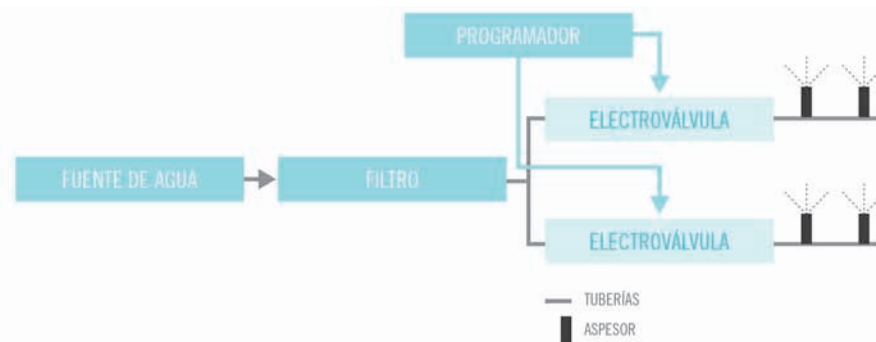 PROGRAMADOR
ELECTROVÁLVULA
FUENTE DE AGUA
FILTRO
ELECTROVÁLVULA
TUBERÍAS
ASPESOR